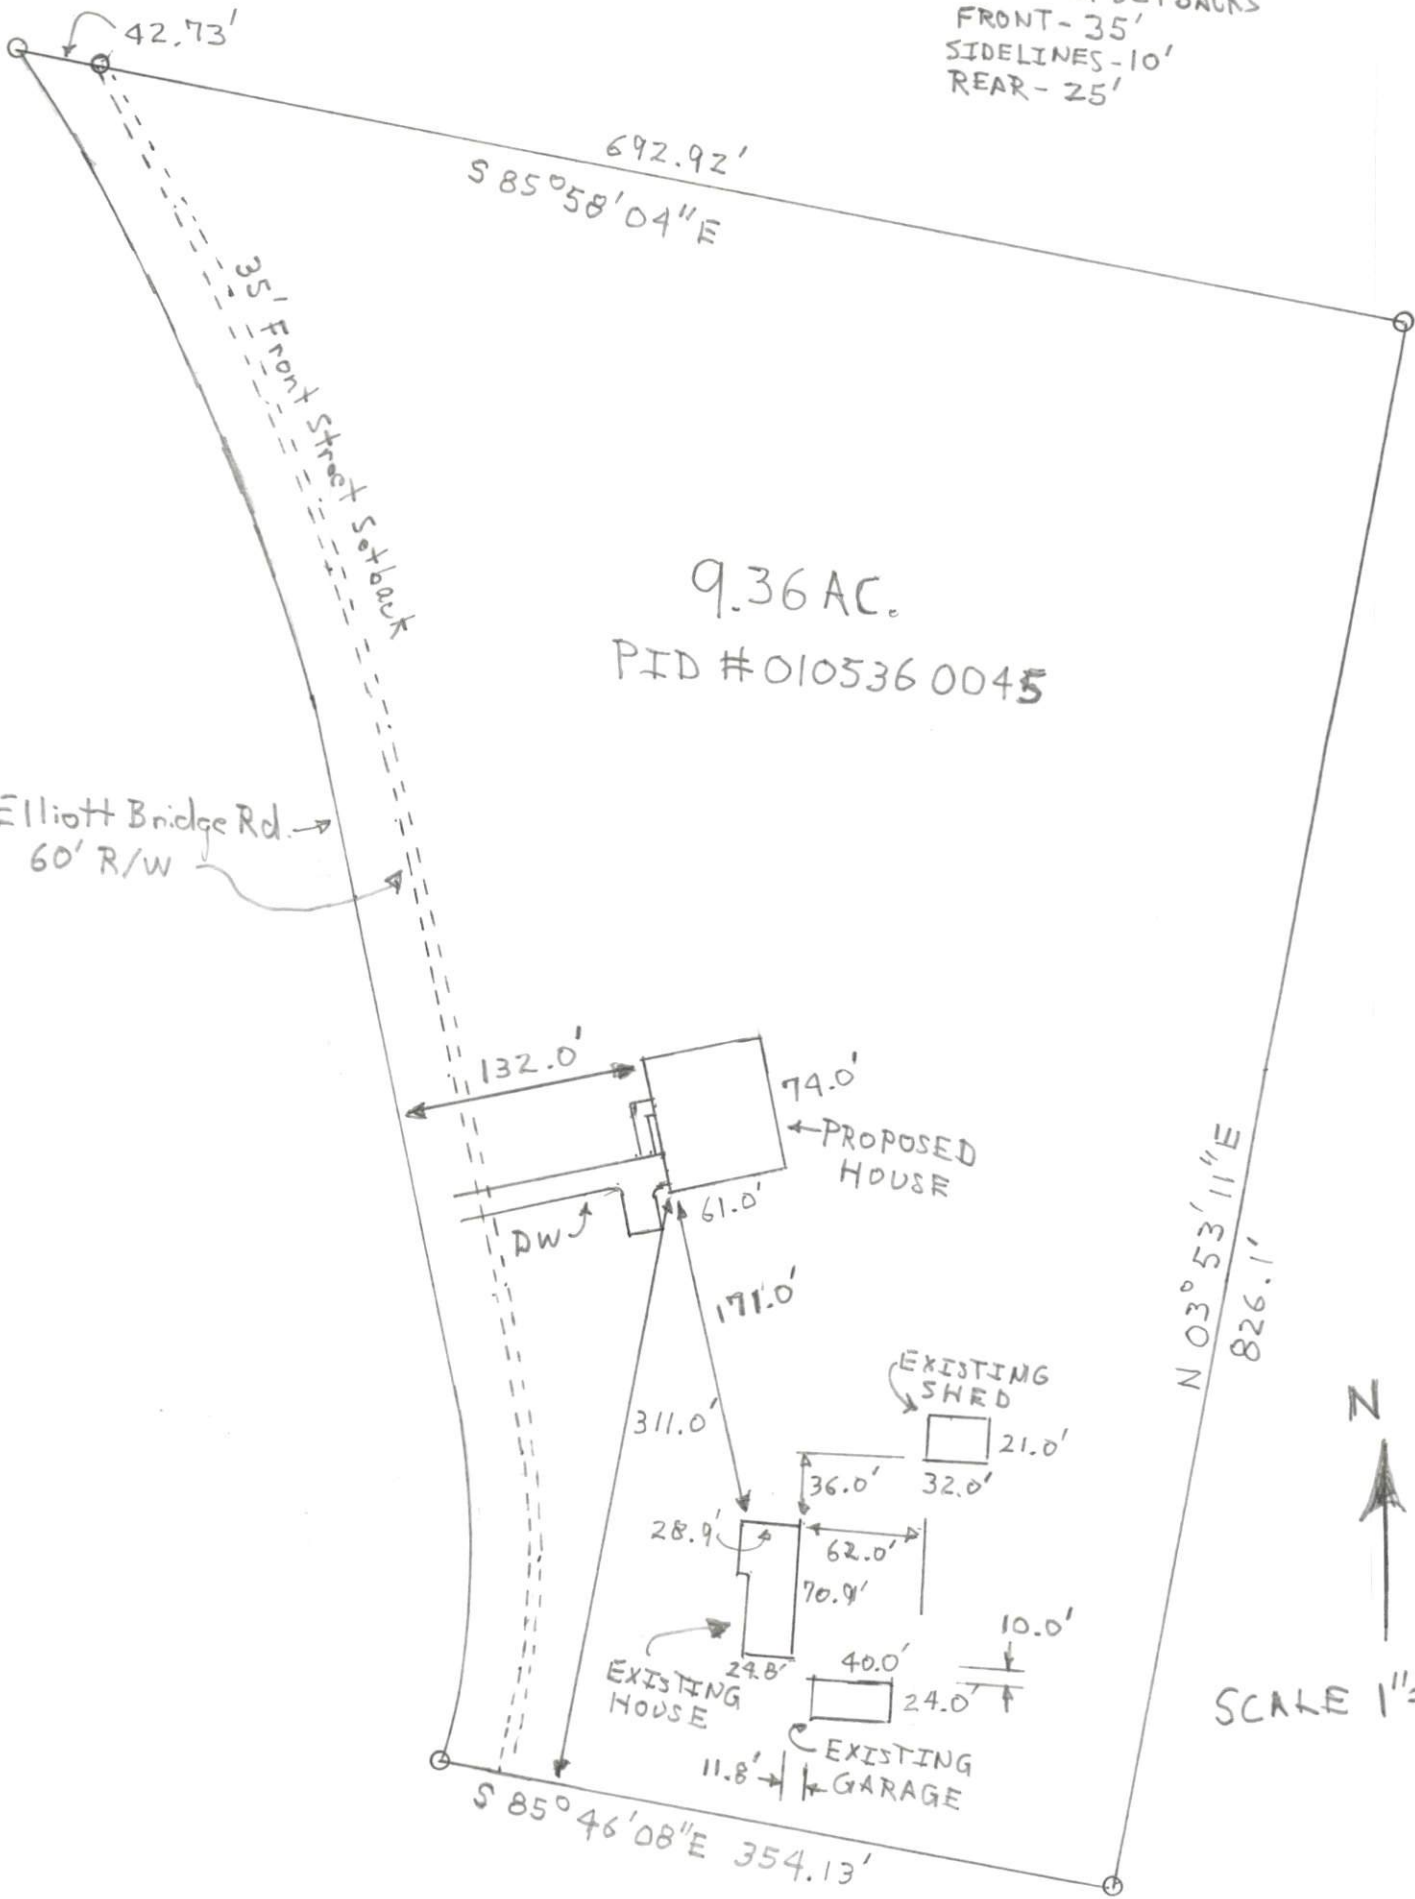 42.73'
FRONT - 35'
SIDELINES - 10'
REAR - 25'
692.92'
S 85°58'04"E
35' Front Street Setback
9.36 AC.
PID # 010536 0045
Elliott Bridge Rd.
60' R/W
132.0'
74.0'
PROPOSED
HOUSE
61.0'
DW
171.0'
N 03°53'11"E
826.1'
EXISTING
SHED
21.0'
32.0'
N
311.0'
36.0'
28.9'
62.0'
70.9'
10.0'
EXISTING
HOUSE
24.8'
40.0'
24.0'
SCALE 1"=
11.8'
EXISTING
GARAGE
S 85°46'08"E 354.13'